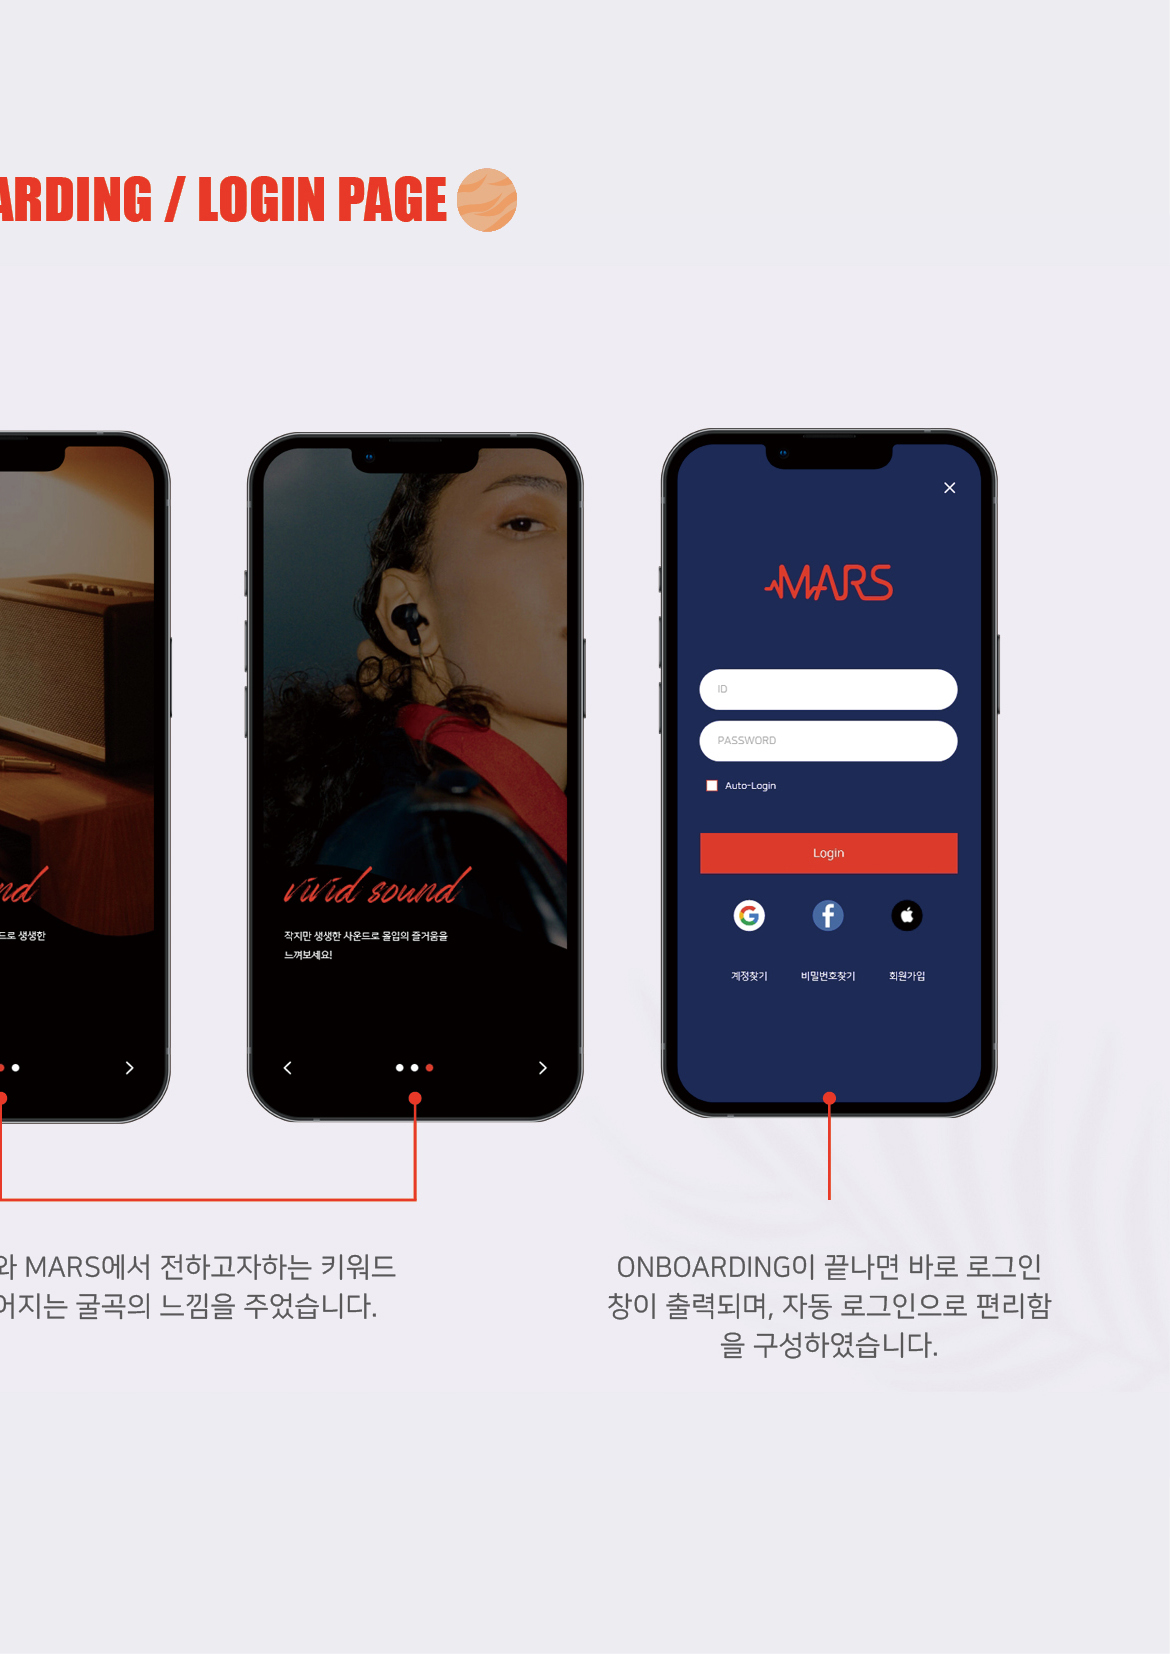 ARDING / LOGIN PAGE
nd
드로 생생한
vivid sound
작지만 생생한 사운드로 몰입의 즐거움을
느껴보세요!
MARS
ID
PASSWORD
Auto-Login
Login
계정찾기 비밀번호찾기 회원가입
와 MARS에서 전하고자하는 키워드
어지는 굴곡의 느낌을 주었습니다.
ONBOARDING이 끝나면 바로 로그인
창이 출력되며, 자동 로그인으로 편리함
을 구성하였습니다.